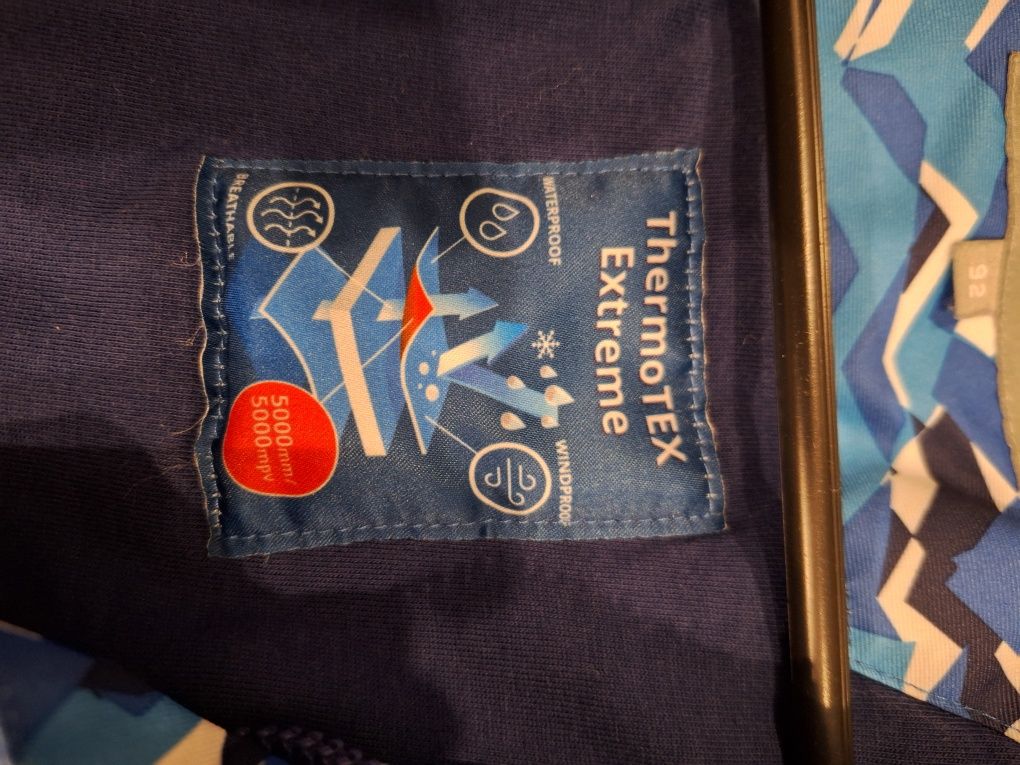 ThermoTEX
Extreme
WATERPROOF
WINDPROOF
BREATHABLE
5000mm/
5000mpv
92